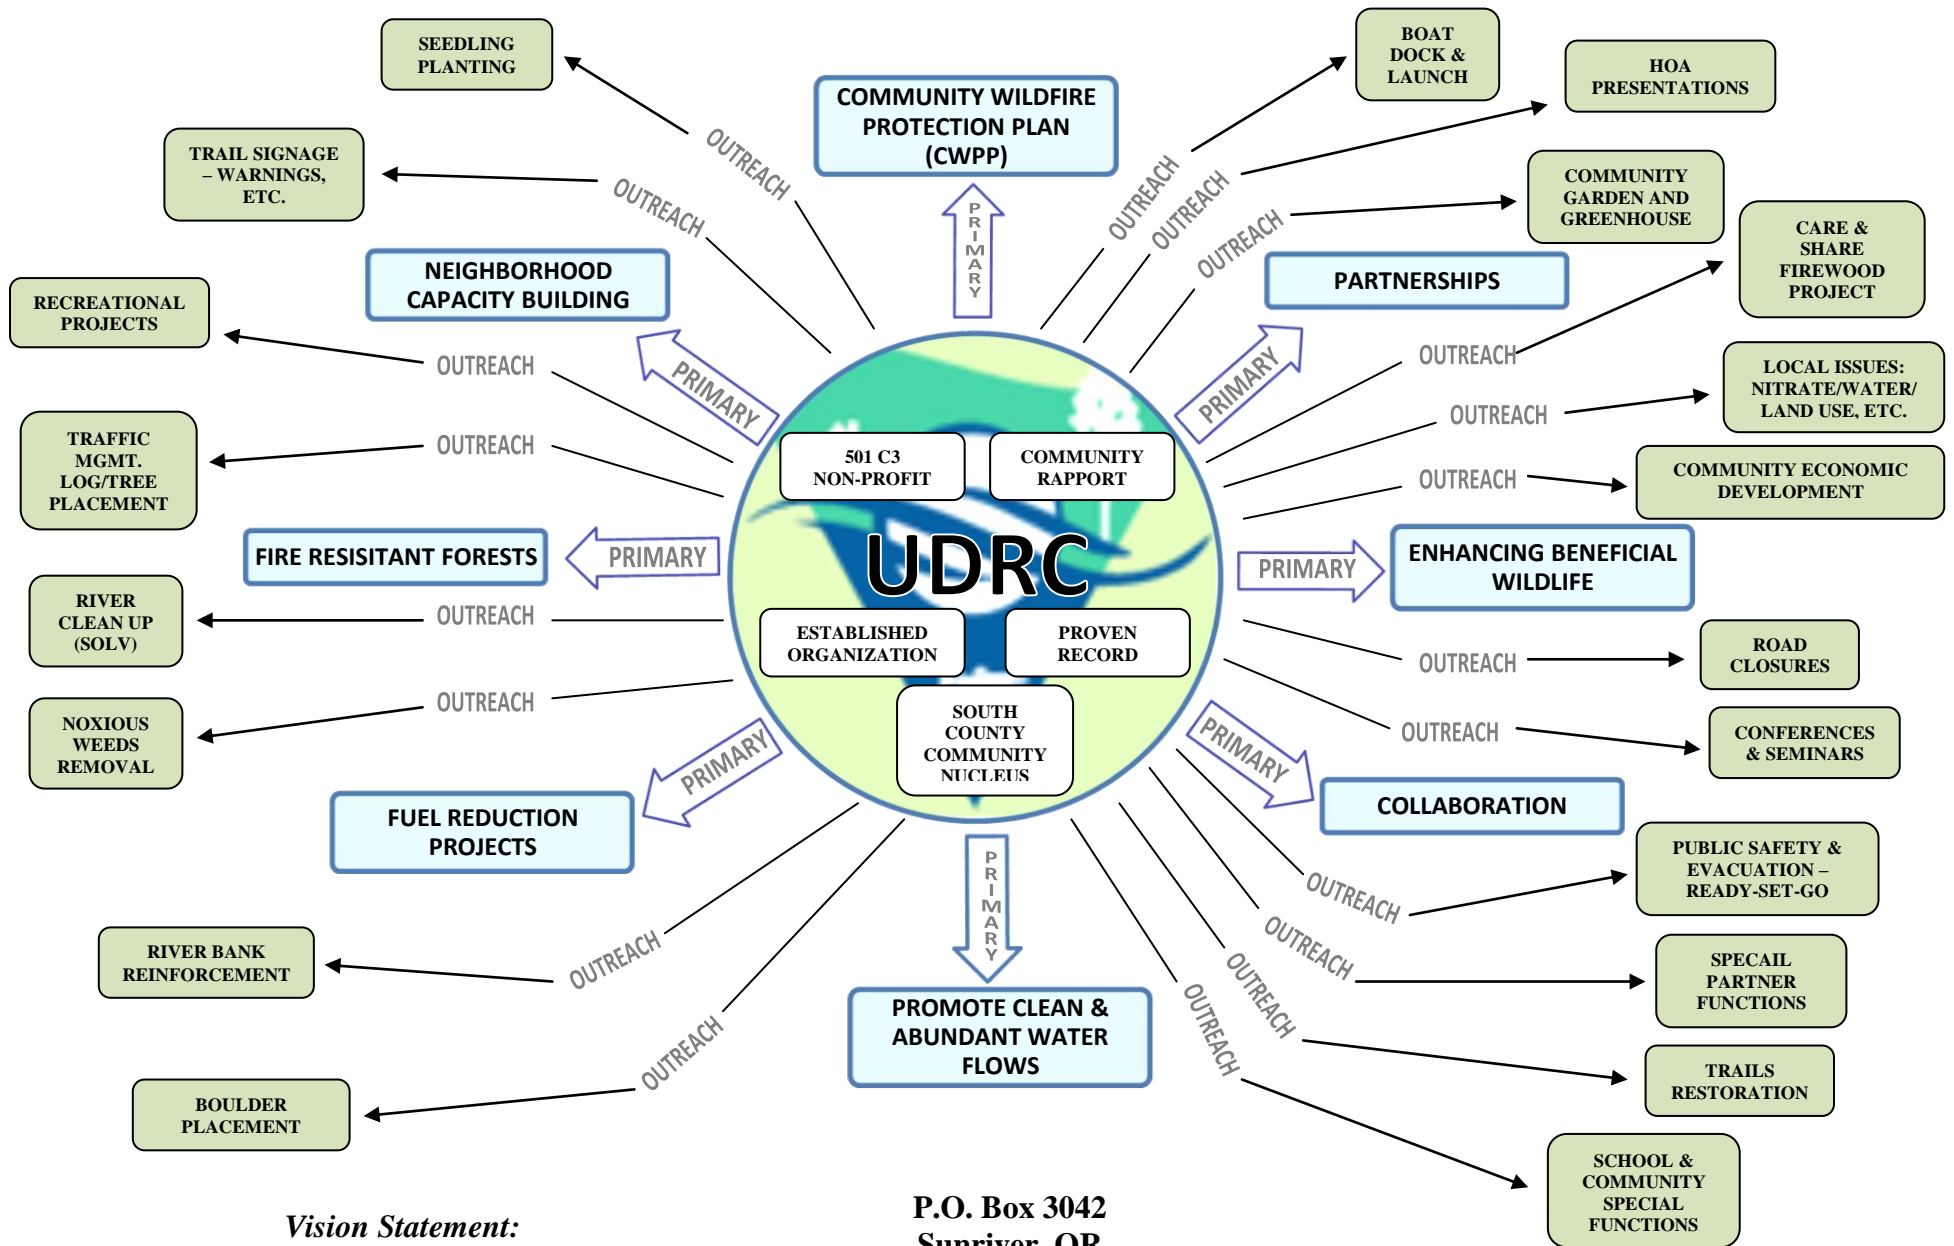 SEEDLING
PLANTING
OUTREACH
COMMUNITY WILDFIRE
PROTECTION PLAN
(CWPP)
PRIMARY
BOAT
DOCK &
LAUNCH
OUTREACH
HOA
PRESENTATIONS
OUTREACH
TRAIL SIGNAGE
– WARNINGS,
ETC.
OUTREACH
COMMUNITY
GARDEN AND
GREENHOUSE
OUTREACH
CARE &
SHARE
FIREWOOD
PROJECT
OUTREACH
NEIGHBORHOOD
CAPACITY BUILDING
PRIMARY
PARTNERSHIPS
PRIMARY
RECREATIONAL
PROJECTS
OUTREACH
LOCAL ISSUES:
NITRATE/WATER/
LAND USE, ETC.
OUTREACH
TRAFFIC
MGMT.
LOG/TREE
PLACEMENT
OUTREACH
501 C3
NON-PROFIT
COMMUNITY
RAPPORT
COMMUNITY ECONOMIC
DEVELOPMENT
OUTREACH
FIRE RESISITANT FORESTS
PRIMARY
UDRC
PRIMARY
ENHANCING BENEFICIAL
WILDLIFE
RIVER
CLEAN UP
(SOLV)
OUTREACH
ESTABLISHED
ORGANIZATION
PROVEN
RECORD
OUTREACH
ROAD
CLOSURES
NOXIOUS
WEEDS
REMOVAL
OUTREACH
SOUTH
COUNTY
COMMUNITY
NUCLEUS
OUTREACH
CONFERENCES
& SEMINARS
FUEL REDUCTION
PROJECTS
PRIMARY
PRIMARY
COLLABORATION
PRIMARY
PROMOTE CLEAN &
ABUNDANT WATER
FLOWS
OUTREACH
PUBLIC SAFETY &
EVACUATION –
READY-SET-GO
RIVER BANK
REINFORCEMENT
OUTREACH
OUTREACH
SPECAIL
PARTNER
FUNCTIONS
BOULDER
PLACEMENT
OUTREACH
OUTREACH
TRAILS
RESTORATION
OUTREACH
SCHOOL &
COMMUNITY
SPECIAL
FUNCTIONS
Vision Statement:
P.O. Box 3042
Sunriver, OR